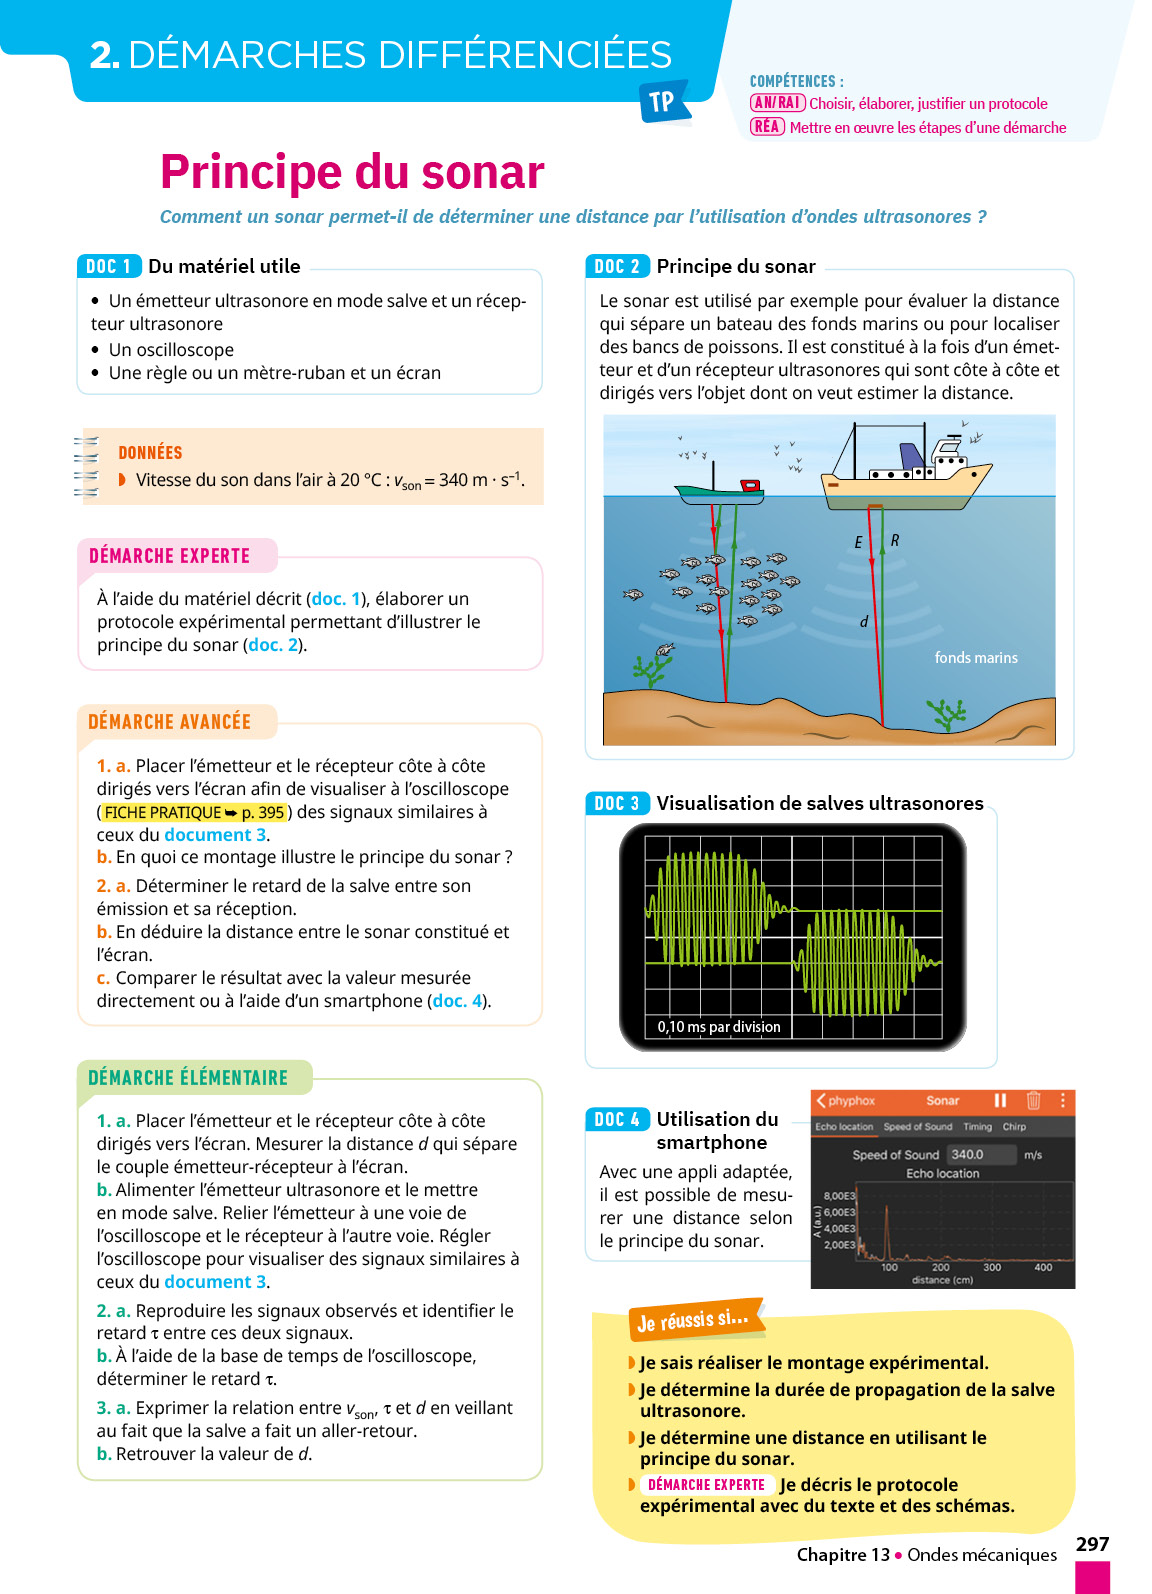 2. DÉMARCHES DIFFÉRENCIÉES
TP
COMPÉTENCES :
AN/RAI Choisir, élaborer, justifier un protocole
RÉA Mettre en œuvre les étapes d’une démarche
Principe du sonar
Comment un sonar permet-il de déterminer une distance par l’utilisation d’ondes ultrasonores ?
DOC 1 Du matériel utile
• Un émetteur ultrasonore en mode salve et un récep-
teur ultrasonore
• Un oscilloscope
• Une règle ou un mètre-ruban et un écran
DONNÉES
Vitesse du son dans l’air à 20 °C : vson = 340 m · s–1.
DÉMARCHE EXPERTE
À l’aide du matériel décrit (doc. 1), élaborer un
protocole expérimental permettant d’illustrer le
principe du sonar (doc. 2).
DÉMARCHE AVANCÉE
1. a. Placer l’émetteur et le récepteur côte à côte
dirigés vers l’écran afin de visualiser à l’oscilloscope
(FICHE PRATIQUE ➥ p. 395) des signaux similaires à
ceux du document 3.
b. En quoi ce montage illustre le principe du sonar ?
2. a. Déterminer le retard de la salve entre son
émission et sa réception.
b. En déduire la distance entre le sonar constitué et
l’écran.
c. Comparer le résultat avec la valeur mesurée
directement ou à l’aide d’un smartphone (doc. 4).
DÉMARCHE ÉLÉMENTAIRE
1. a. Placer l’émetteur et le récepteur côte à côte
dirigés vers l’écran. Mesurer la distance d qui sépare
le couple émetteur-récepteur à l’écran.
b. Alimenter l’émetteur ultrasonore et le mettre
en mode salve. Relier l’émetteur à une voie de
l’oscilloscope et le récepteur à l’autre voie. Régler
l’oscilloscope pour visualiser des signaux similaires à
ceux du document 3.
2. a. Reproduire les signaux observés et identifier le
retard τ entre ces deux signaux.
b. À l’aide de la base de temps de l’oscilloscope,
déterminer le retard τ.
3. a. Exprimer la relation entre vson, τ et d en veillant
au fait que la salve a fait un aller-retour.
b. Retrouver la valeur de d.
DOC 2 Principe du sonar
Le sonar est utilisé par exemple pour évaluer la distance
qui sépare un bateau des fonds marins ou pour localiser
des bancs de poissons. Il est constitué à la fois d’un émet-
teur et d’un récepteur ultrasonores qui sont côte à côte et
dirigés vers l’objet dont on veut estimer la distance.
E
R
d
fonds marins
DOC 3 Visualisation de salves ultrasonores
0,10 ms par division
DOC 4 Utilisation du
smartphone
Avec une appli adaptée,
il est possible de mesu-
rer une distance selon
le principe du sonar.
phyphox Sonar
Echo location Speed of Sound Timing Chirp
Speed of Sound 340.0 m/s
Echo location
A (a.u.)
8,00E3
6,00E3
4,00E3
2,00E3
100 200 300 400
distance (cm)
Je réussis si...
Je sais réaliser le montage expérimental.
Je détermine la durée de propagation de la salve
ultrasonore.
Je détermine une distance en utilisant le
principe du sonar.
DÉMARCHE EXPERTE Je décris le protocole
expérimental avec du texte et des schémas.
Chapitre 13 • Ondes mécaniques
297